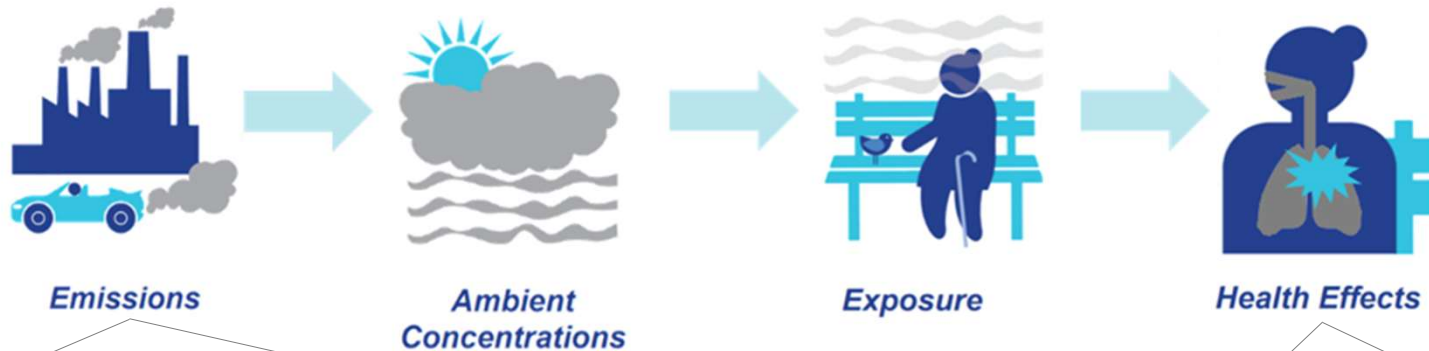 Emissions
Ambient
Concentrations
Exposure
Health Effects